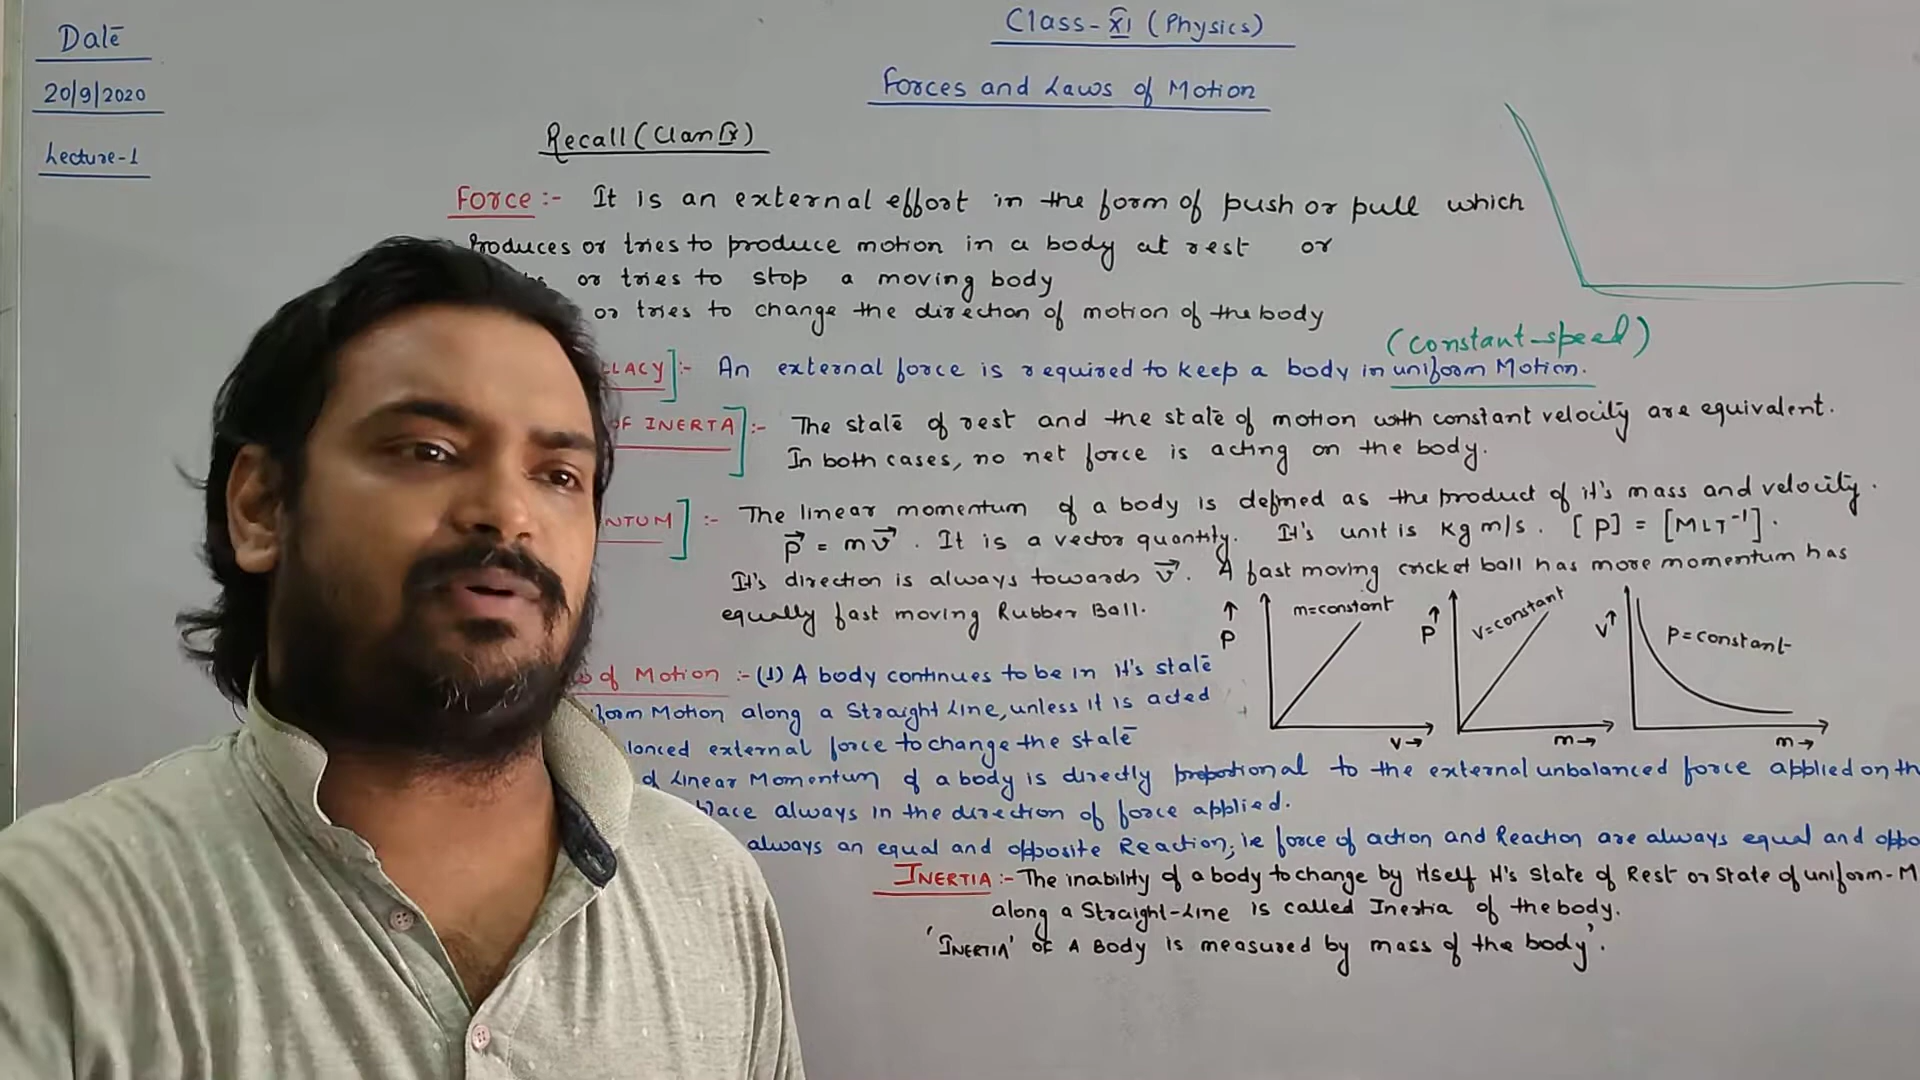 Date
20/9/2020
Lecture-1
Class-XI (Physics)
Forces and Laws of Motion
Recall (Class IX)
Force :- It is an external effort in the form of push or pull which
Produces or tries to produce motion in a body at rest or
or tries to stop a moving body
or tries to change the direction of motion of the body
(constant-speed)
LLACY] :- An external force is required to keep a body in uniform Motion.
OF INERTA] :- The state of rest and the state of motion with constant velocity are equivalent.
In both cases, no net force is acting on the body.
NTUM] :- The linear momentum of a body is defined as the product of it's mass and velocity.
p⃗ = mv⃗. It is a vector quantity. It's unit is kg m/s. [P] = [MLT⁻¹].
It's direction is always towards v⃗. A fast moving cricket ball has more momentum has
equally fast moving Rubber Ball.
P↑ m=constant v→
P↑ V=constant m→
V↑ P=constant m→
of Motion :- (1) A body continues to be in it's state
form Motion along a Straight Line, unless it is acted
lanced external force to change the state
Linear Momentum of a body is directly propotional to the external unbalanced force applied on th
lace always in the direction of force applied.
always an equal and opposite Reaction, ie force of action and Reaction are always equal and oppo
INERTIA :- The inability of a body to change by itself it's State of Rest or State of uniform-M
along a Straight-Line is called Inertia of the body.
'INERTIA' of A Body is measured by mass of the body'.